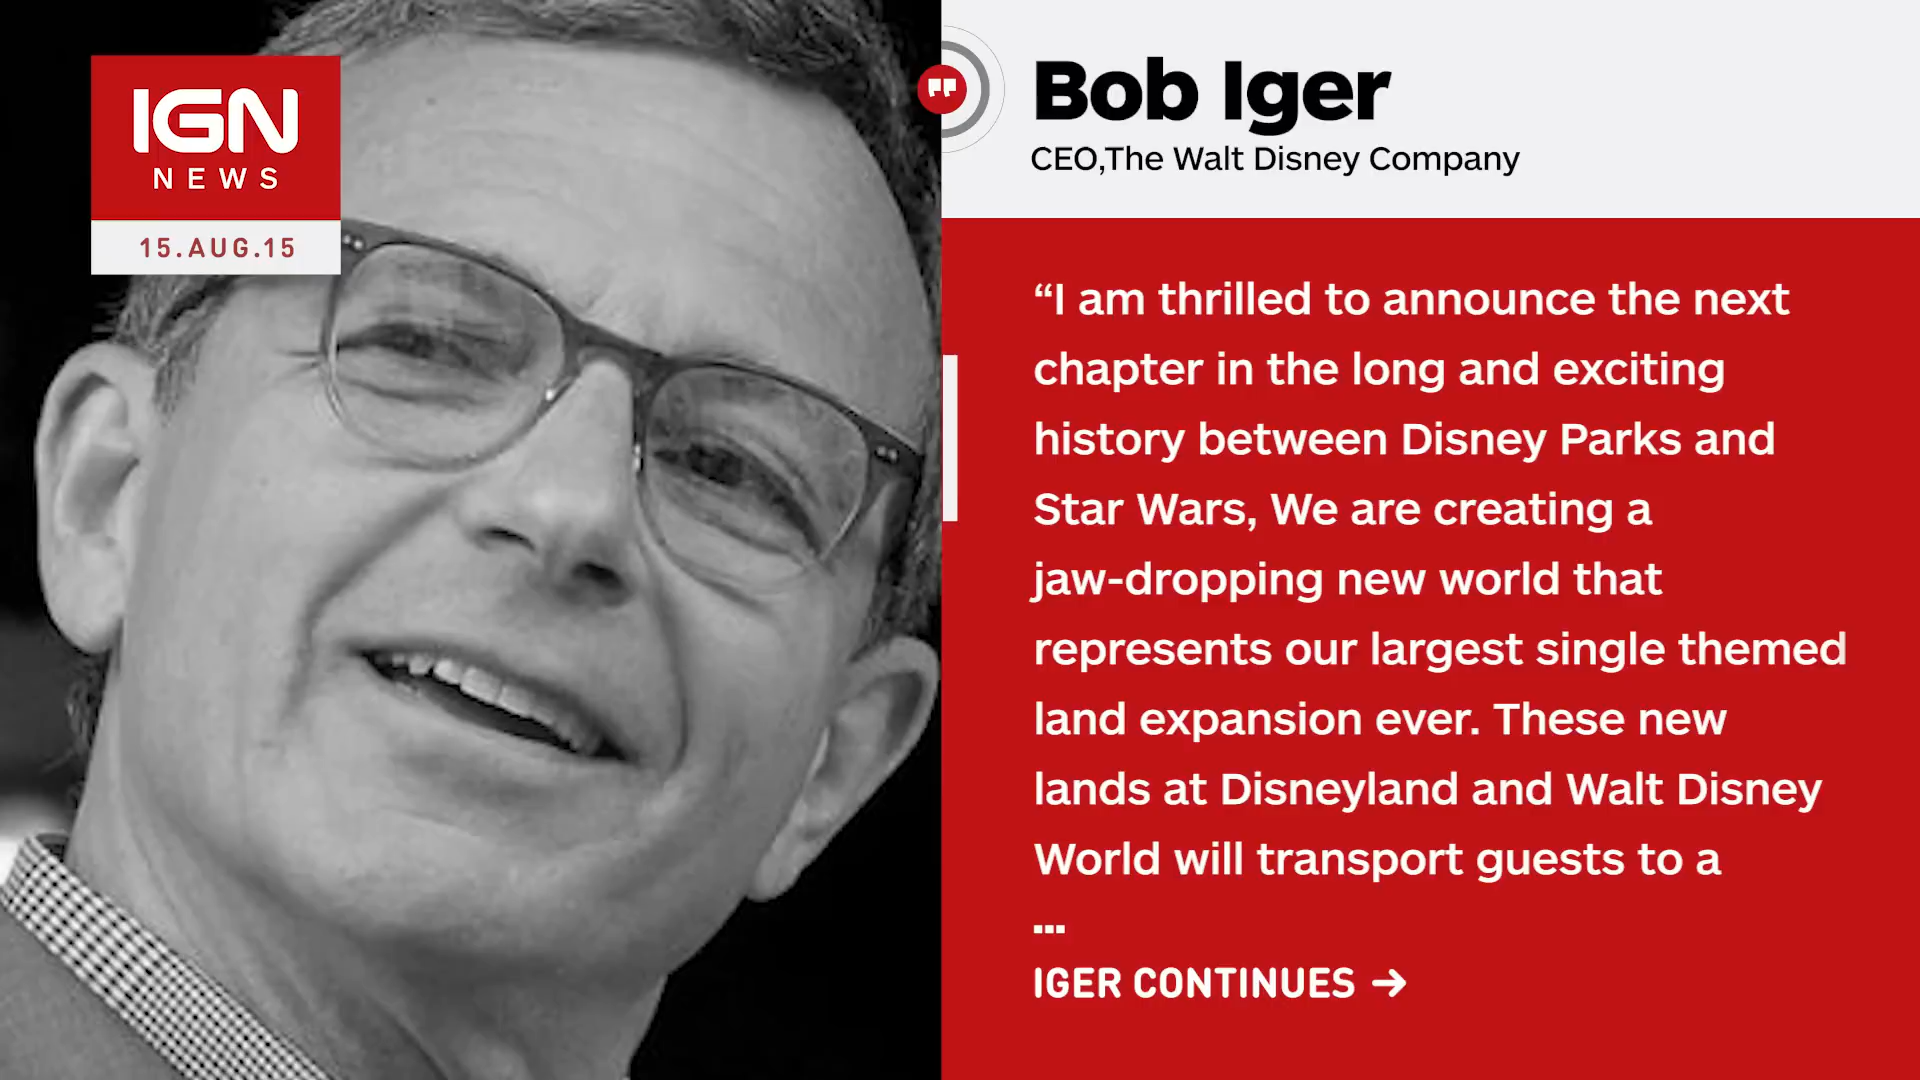 IGN
NEWS
15.AUG.15
Bob Iger
CEO,The Walt Disney Company
“I am thrilled to announce the next
chapter in the long and exciting
history between Disney Parks and
Star Wars, We are creating a
jaw-dropping new world that
represents our largest single themed
land expansion ever. These new
lands at Disneyland and Walt Disney
World will transport guests to a
...
IGER CONTINUES →